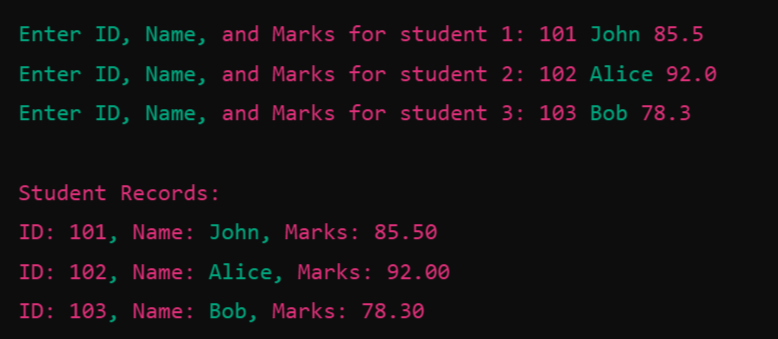 Enter ID, Name, and Marks for student 1: 101 John 85.5
Enter ID, Name, and Marks for student 2: 102 Alice 92.0
Enter ID, Name, and Marks for student 3: 103 Bob 78.3
Student Records:
ID: 101, Name: John, Marks: 85.50
ID: 102, Name: Alice, Marks: 92.00
ID: 103, Name: Bob, Marks: 78.30